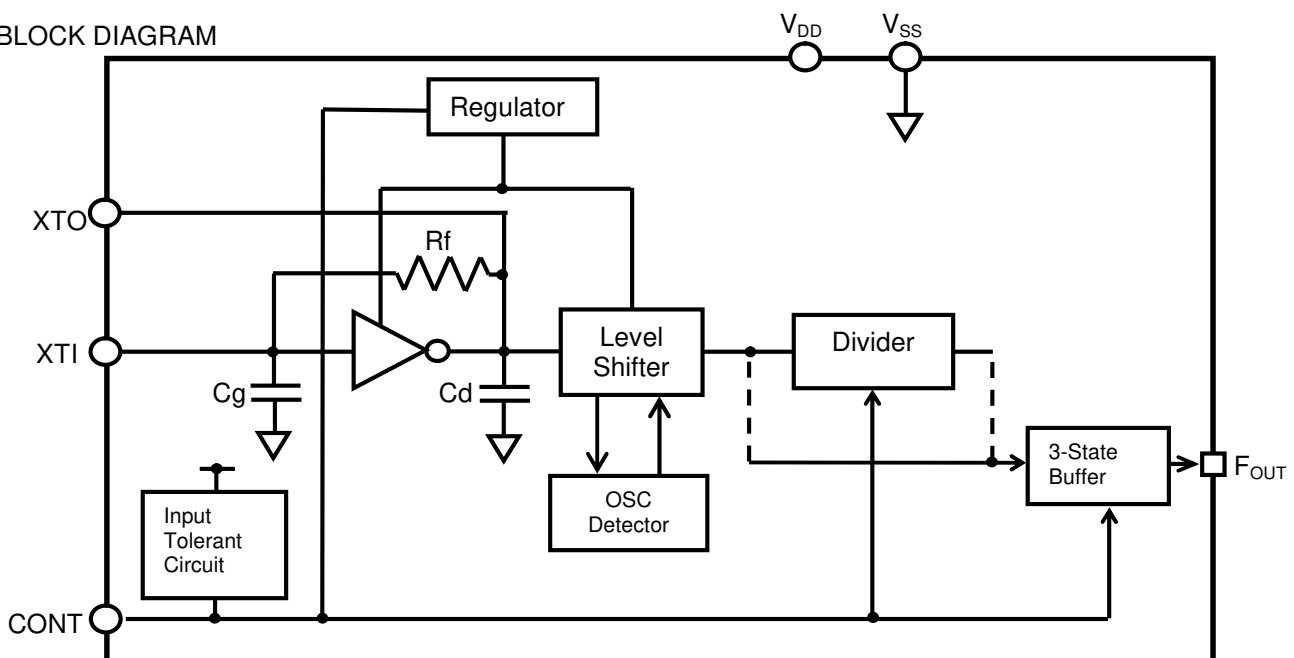 BLOCK DIAGRAM
VDD
VSS
Regulator
XTO
Rf
XTI
Level
Shifter
Divider
Cg
Cd
3-State
Buffer
FOUT
OSC
Detector
Input
Tolerant
Circuit
CONT